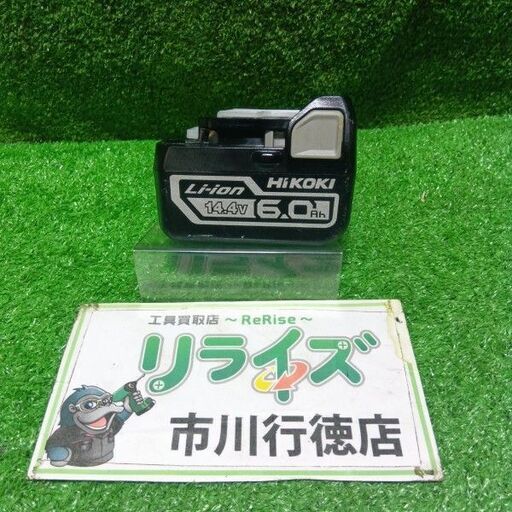 Li-ion HiKOKI
14.4V 6.0Ah
工具買取店 ~ ReRise ~
リライズ
市川行徳店